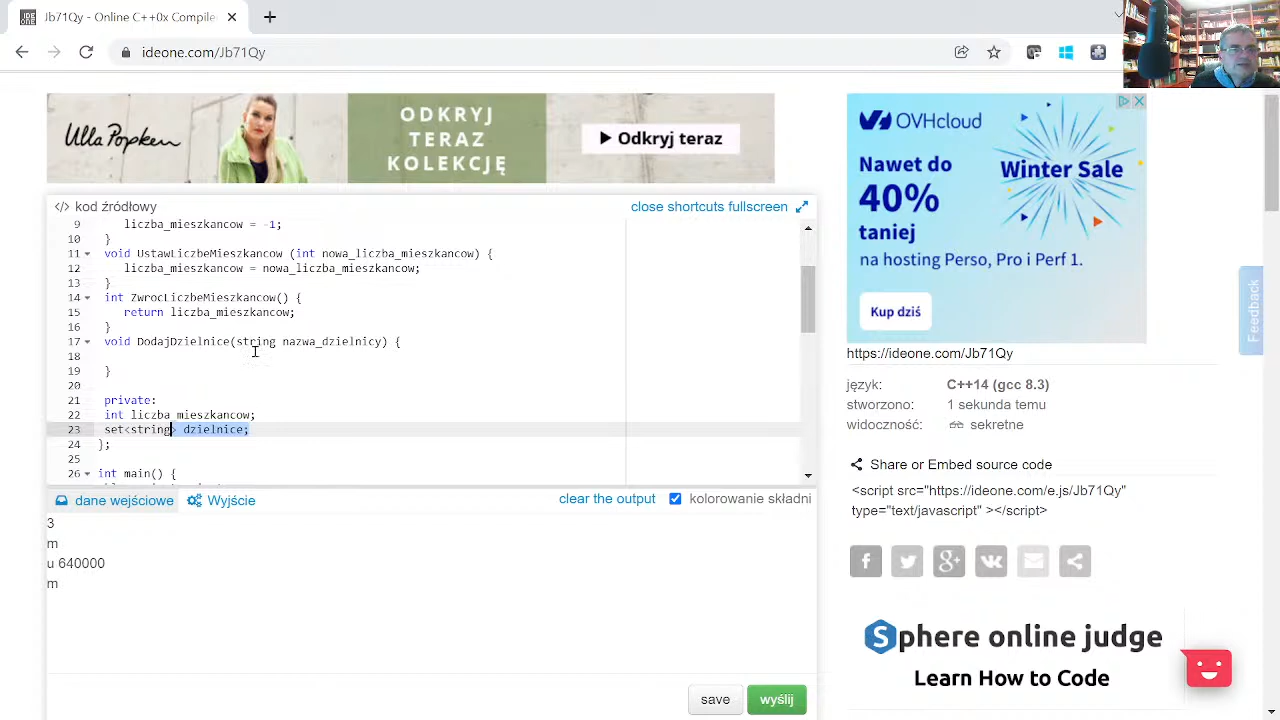 Jb71Qy - Online C++0x Compil
ideone.com/Jb71Qy
Ulla Popken
ODKRYJ
TERAZ
KOLEKCJĘ
Odkryj teraz
OVHcloud
Nawet do
40%
taniej
Winter Sale
na hosting Perso, Pro i Perf 1.
Kup dziś
</> kod źródłowy
close shortcuts fullscreen
9 liczba_mieszkancow = -1;
10 }
11 void UstawLiczbeMieszkancow (int nowa_liczba_mieszkancow) {
12 liczba_mieszkancow = nowa_liczba_mieszkancow;
13 }
14 int ZwrocLiczbeMieszkancow() {
15 return liczba_mieszkancow;
16 }
17 void DodajDzielnice(string nazwa_dzielnicy) {
18
19 }
20
21 private:
22 int liczba_mieszkancow;
23 set<string> dzielnice;
24 };
25
26 int main() {
dane wejściowe
Wyjście
clear the output
kolorowanie składni
3
m
u 640000
m
save
wyślij
Feedback
https://ideone.com/Jb71Qy
język: C++14 (gcc 8.3)
stworzono: 1 sekunda temu
widoczność: sekretne
Share or Embed source code
<script src="https://ideone.com/e.js/Jb71Qy"
type="text/javascript" ></script>
Sphere online judge
Learn How to Code